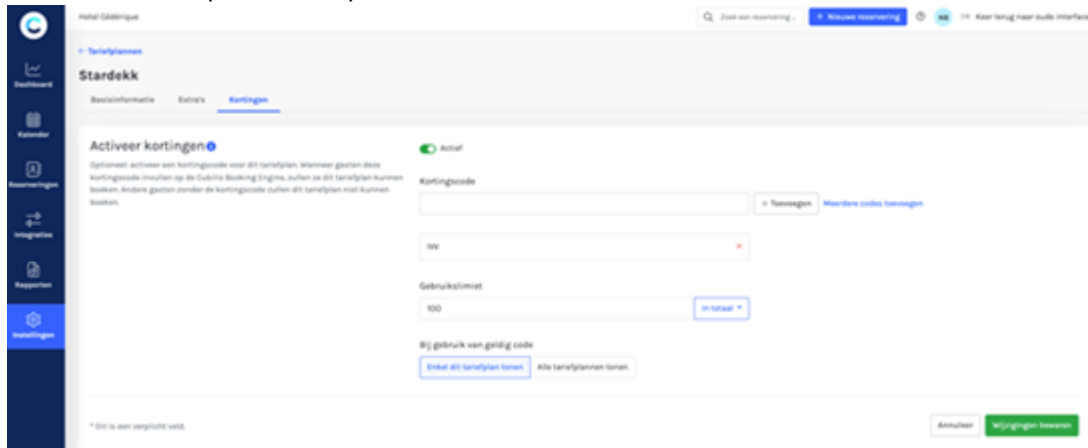 Hotel Cédérique
Zoek een reservering...
+ Nieuwe reservering
NB
Keer terug naar oude interface
← Tariefplannen
Stardekk
Basisinformatie
Extra's
Kortingen
Dashboard
Kalender
Reserveringen
Integraties
Rapporten
Instellingen
Activeer kortingen
Optioneel: activeer een kortingscode voor dit tariefplan. Wanneer gasten deze
kortingscode invullen op de Cubilis Booking Engine, zullen ze dit tariefplan kunnen
boeken. Andere gasten zonder de kortingscode zullen dit tariefplan niet kunnen
boeken.
Actief
Kortingscode
+ Toevoegen
Meerdere codes toevoegen
Gebruikslimiet
100
In totaal
Bij gebruik van geldig code
Enkel dit tariefplan tonen
Alle tariefplannen tonen
* Dit is een verplicht veld.
Annuleer
Wijzigingen bewaren